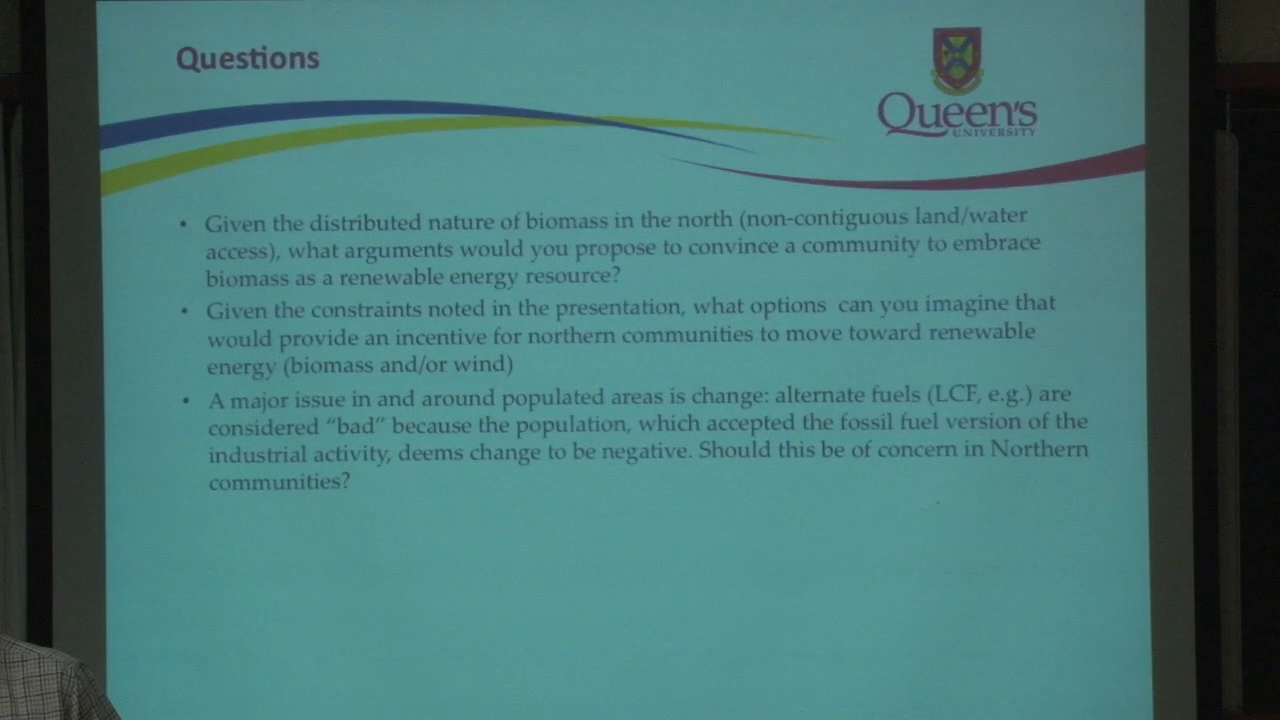 Questions
Queen's
UNIVERSITY
• Given the distributed nature of biomass in the north (non-contiguous land/water
access), what arguments would you propose to convince a community to embrace
biomass as a renewable energy resource?
• Given the constraints noted in the presentation, what options  can you imagine that
would provide an incentive for northern communities to move toward renewable
energy (biomass and/or wind)
• A major issue in and around populated areas is change: alternate fuels (LCF, e.g.) are
considered “bad” because the population, which accepted the fossil fuel version of the
industrial activity, deems change to be negative. Should this be of concern in Northern
communities?